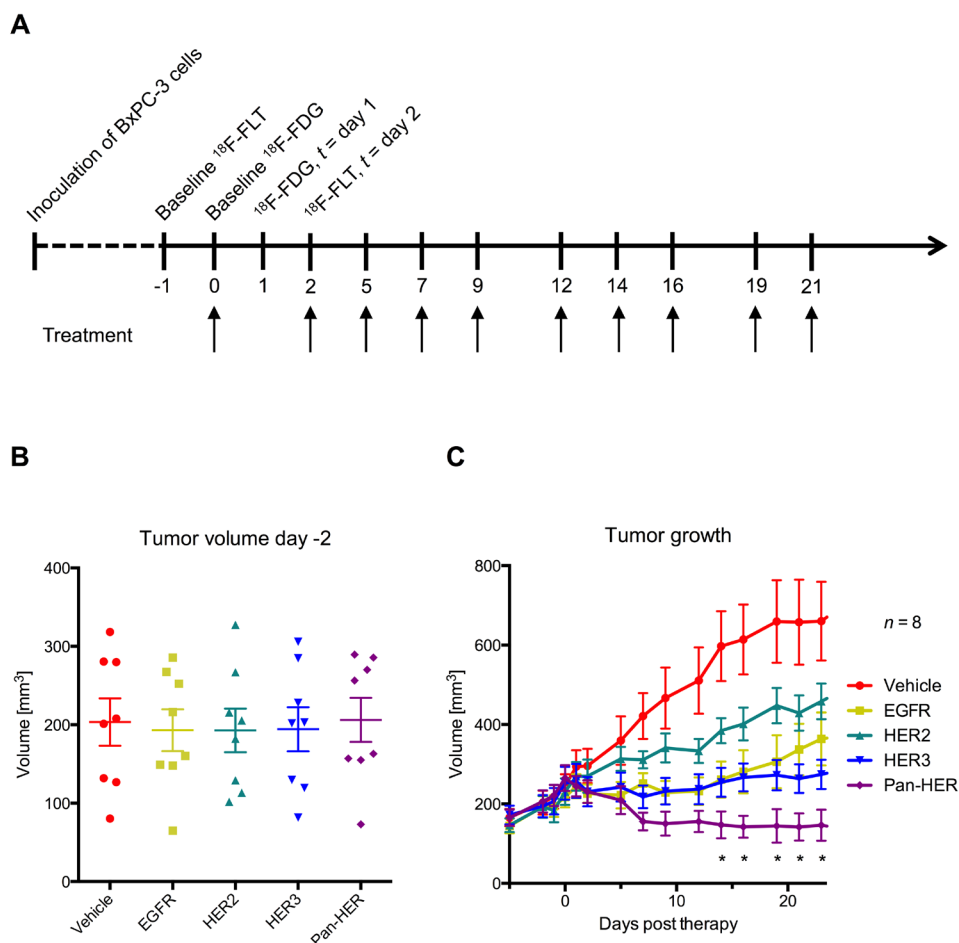 A
Inoculation of BxPC-3 cells
Baseline ¹⁸F-FLT
Baseline ¹⁸F-FDG
¹⁸F-FDG, t = day 1
¹⁸F-FLT, t = day 2
-1 0 1 2 5 7 9 12 14 16 19 21
Treatment
B
Tumor volume day -2
Volume [mm³]
400
300
200
100
0
Vehicle
EGFR
HER2
HER3
Pan-HER
C
Tumor growth
Volume [mm³]
800
600
400
200
0
0 10 20
Days post therapy
* * * * *
n = 8
Vehicle
EGFR
HER2
HER3
Pan-HER